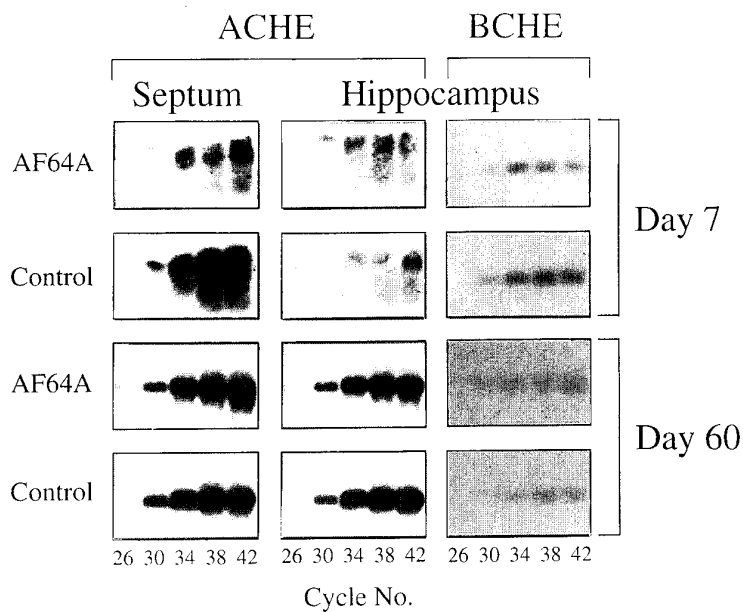 ACHE BCHE
Septum Hippocampus
AF64A
Day 7
Control
AF64A
Day 60
Control
26 30 34 38 42 26 30 34 38 42 26 30 34 38 42
Cycle No.